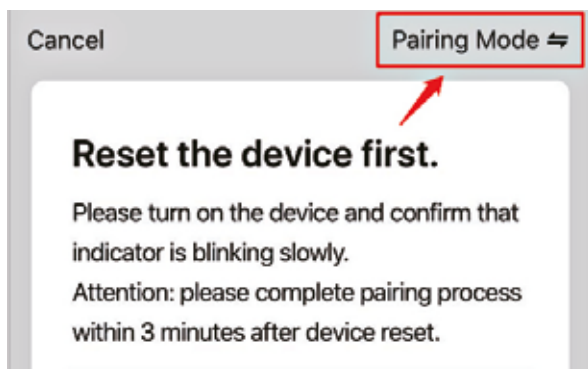 Cancel
Pairing Mode ⇋
Reset the device first.
Please turn on the device and confirm that
indicator is blinking slowly.
Attention: please complete pairing process
within 3 minutes after device reset.